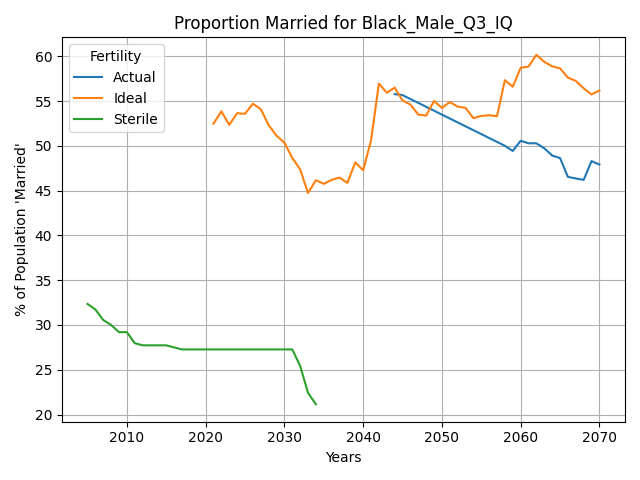 Proportion Married for Black_Male_Q3_IQ
Fertility
Actual
Ideal
Sterile
% of Population 'Married'
60
55
50
45
40
35
30
25
20
2010 2020 2030 2040 2050 2060 2070
Years